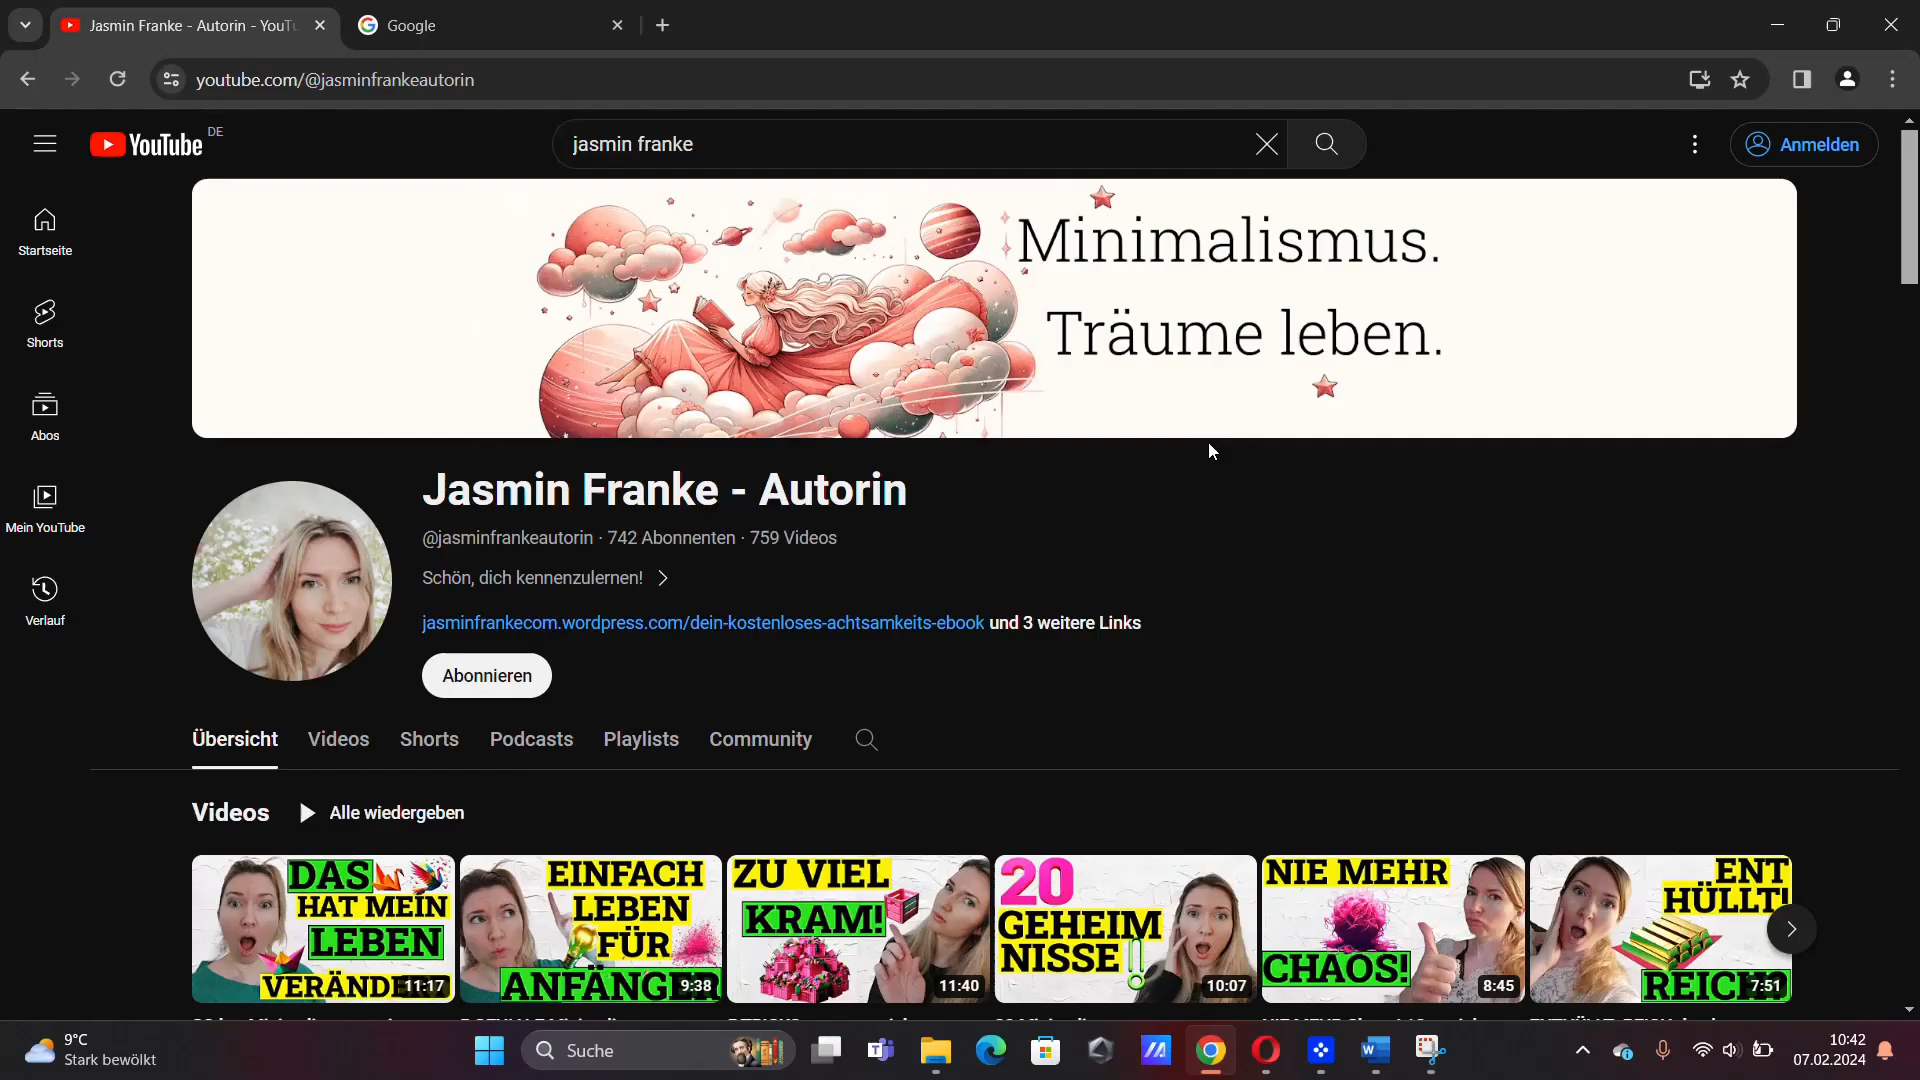 Jasmin Franke - Autorin - YouTu
Google
youtube.com/@jasminfrankeautorin
YouTube DE
jasmin franke
Anmelden
Startseite
Shorts
Abos
Mein YouTube
Verlauf
Minimalismus.
Träume leben.
Jasmin Franke - Autorin
@jasminfrankeautorin · 742 Abonnenten · 759 Videos
Schön, dich kennenzulernen!
jasminfrankecom.wordpress.com/dein-kostenloses-achtsamkeits-ebook und 3 weitere Links
Abonnieren
Übersicht
Videos
Shorts
Podcasts
Playlists
Community
Videos
Alle wiedergeben
DAS
HAT MEIN
LEBEN
VERÄND
11:17
EINFACH
LEBEN
FÜR
ANFÄNGER
9:38
ZU VIEL
KRAM!
11:40
20
GEHEIM
NISSE
10:07
NIE MEHR
CHAOS!
8:45
ENT
HÜLLT!
REICH?
7:51
9°C
Stark bewölkt
Suche
10:42
07.02.2024